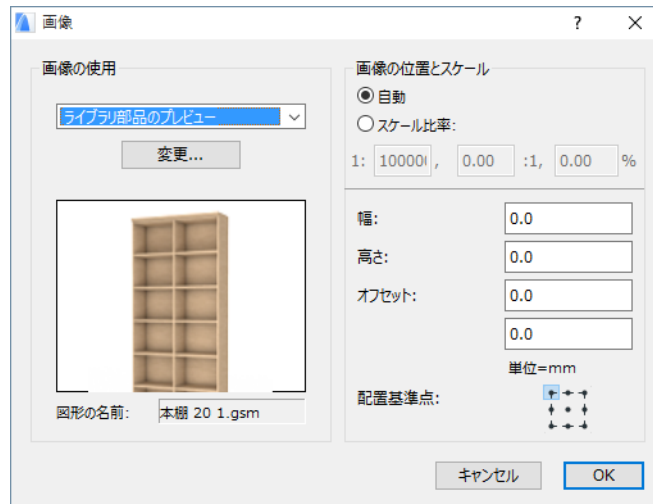 画像
?
画像の使用
ライブラリ部品のプレビュー
変更...
図形の名前:
本棚 20 1.gsm
画像の位置とスケール
自動
スケール比率:
1:
,
0.00
:1,
0.00
%
幅:
0.0
高さ:
0.0
オフセット:
0.0
0.0
単位=mm
配置基準点:
キャンセル
OK